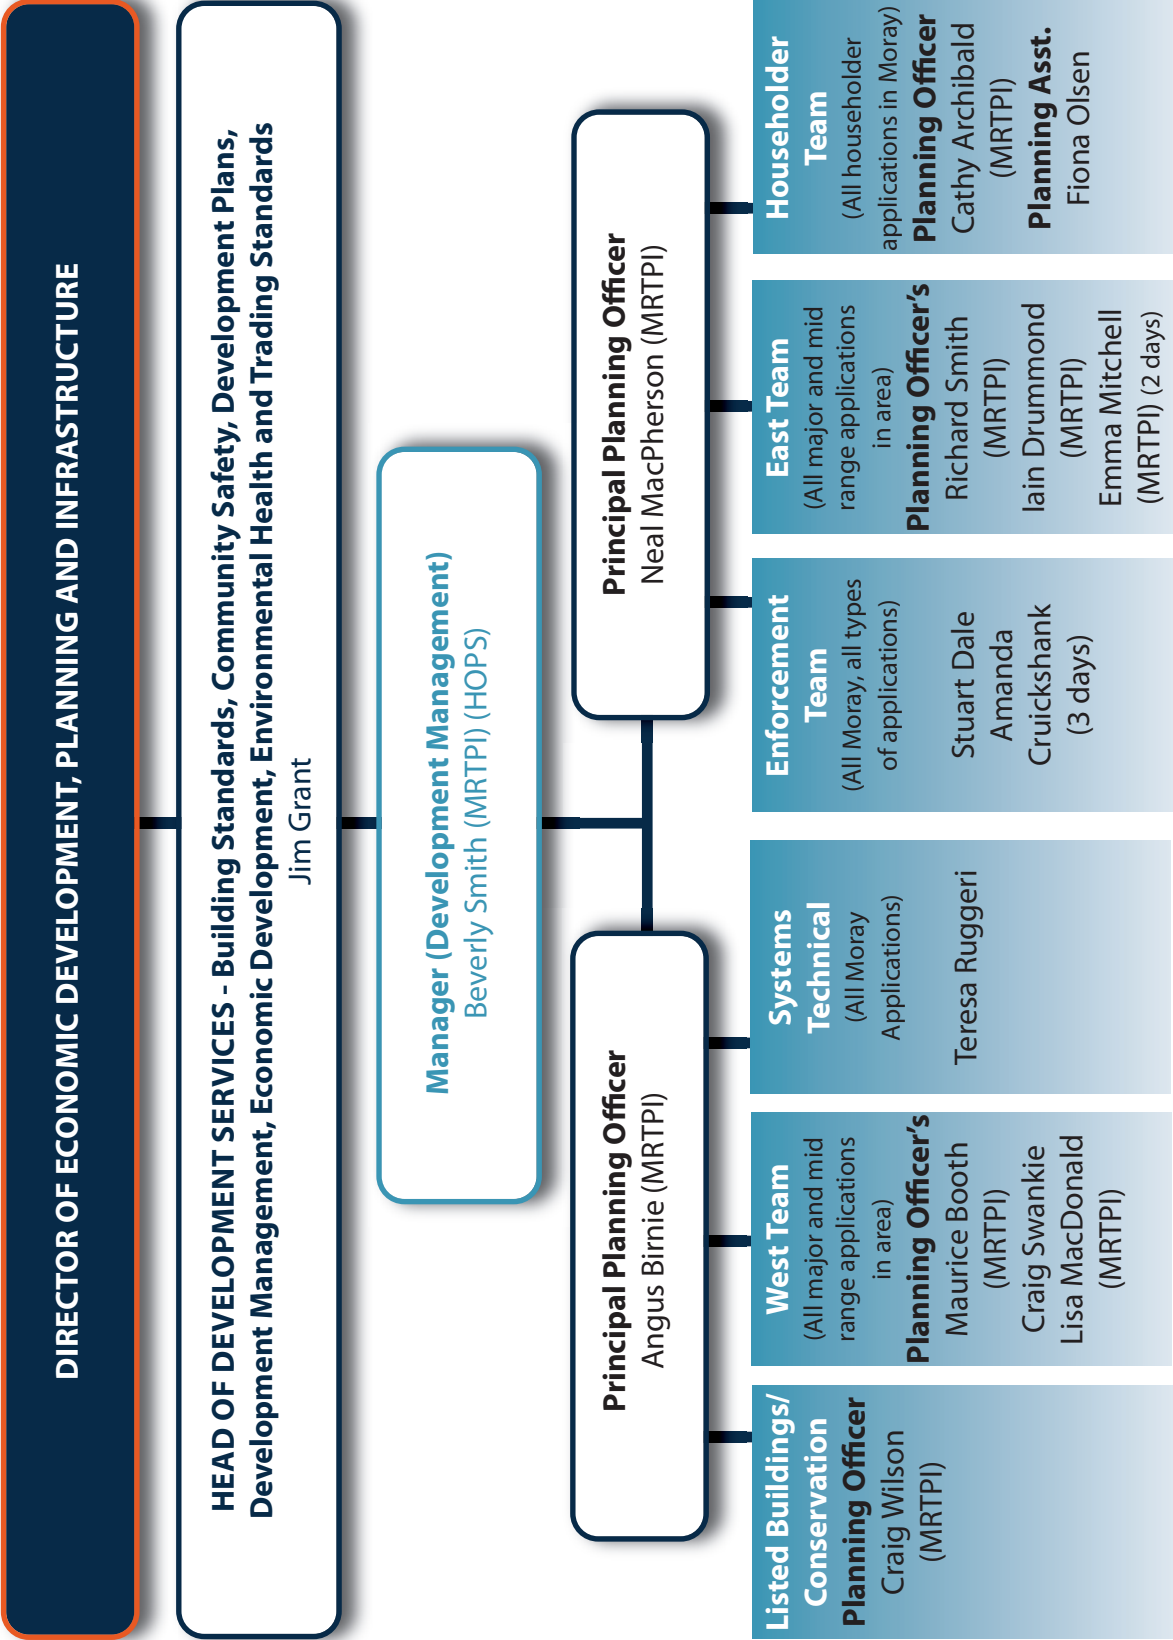 DIRECTOR OF ECONOMIC DEVELOPMENT, PLANNING AND INFRASTRUCTURE
HEAD OF DEVELOPMENT SERVICES - Building Standards, Community Safety, Development Plans,
Development Management, Economic Development, Environmental Health and Trading Standards
Jim Grant
Manager (Development Management)
Beverly Smith (MRTPI) (HOPS)
Principal Planning Officer
Angus Birnie (MRTPI)
Principal Planning Officer
Neal MacPherson (MRTPI)
Listed Buildings/
Conservation
Planning Officer
Craig Wilson
(MRTPI)
West Team
(All major and mid
range applications
in area)
Planning Officer's
Maurice Booth
(MRTPI)
Craig Swankie
Lisa MacDonald
(MRTPI)
Systems
Technical
(All Moray
Applications)
Teresa Ruggeri
Enforcement
Team
(All Moray, all types
of applications)
Stuart Dale
Amanda
Cruickshank
(3 days)
East Team
(All major and mid
range applications
in area)
Planning Officer's
Richard Smith
(MRTPI)
Iain Drummond
(MRTPI)
Emma Mitchell
(MRTPI) (2 days)
Householder
Team
(All householder
applications in Moray)
Planning Officer
Cathy Archibald
(MRTPI)
Planning Asst.
Fiona Olsen